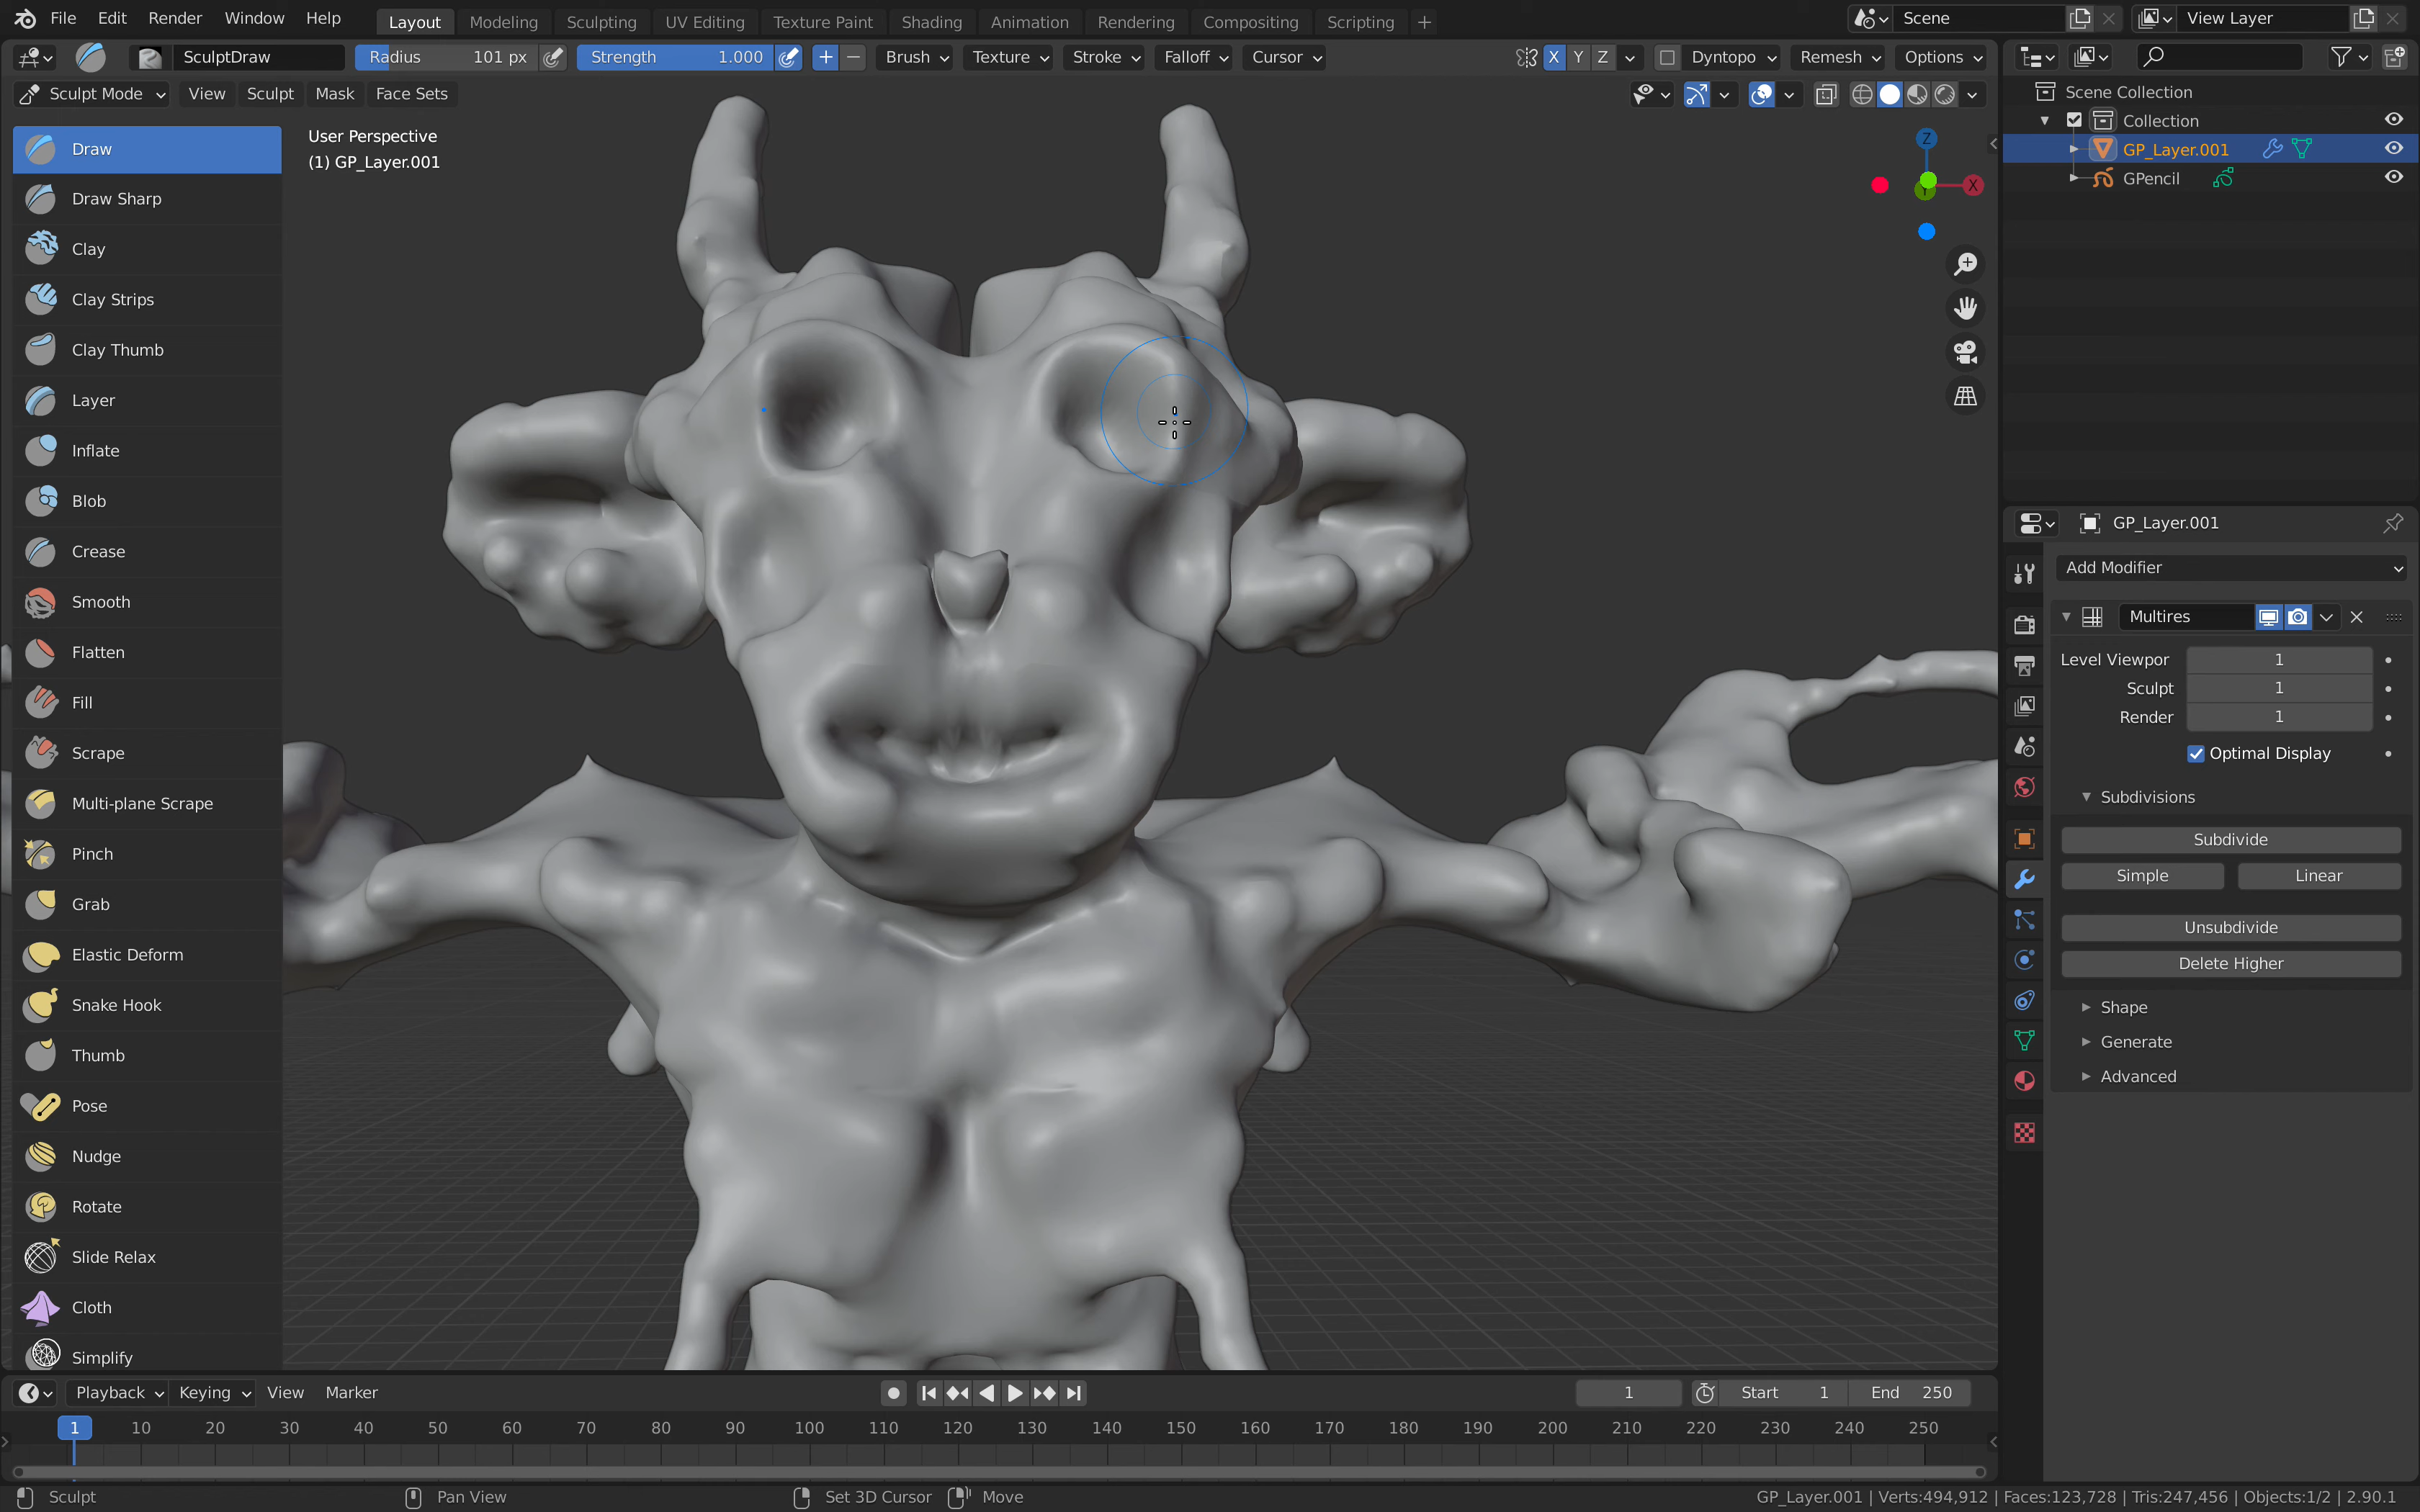 File Edit Render Window Help Layout Modeling Sculpting UV Editing Texture Paint Shading Animation Rendering Compositing Scripting + Scene View Layer
SculptDraw Radius 101 px Strength 1.000 + − Brush Texture Stroke Falloff Cursor X Y Z Dyntopo Remesh Options
Sculpt Mode View Sculpt Mask Face Sets
User Perspective
(1) GP_Layer.001
Z
X
Y
Draw
Draw Sharp
Clay
Clay Strips
Clay Thumb
Layer
Inflate
Blob
Crease
Smooth
Flatten
Fill
Scrape
Multi-plane Scrape
Pinch
Grab
Elastic Deform
Snake Hook
Thumb
Pose
Nudge
Rotate
Slide Relax
Cloth
Simplify
Scene Collection
Collection
GP_Layer.001
GPencil
GP_Layer.001
Add Modifier
Multires
Level Viewpor 1
Sculpt 1
Render 1
Optimal Display
Subdivisions
Subdivide
Simple Linear
Unsubdivide
Delete Higher
Shape
Generate
Advanced
Playback Keying View Marker 1 Start 1 End 250
1 10 20 30 40 50 60 70 80 90 100 110 120 130 140 150 160 170 180 190 200 210 220 230 240 250
Sculpt Pan View Set 3D Cursor Move GP_Layer.001 | Verts:494,912 | Faces:123,728 | Tris:247,456 | Objects:1/2 | 2.90.1